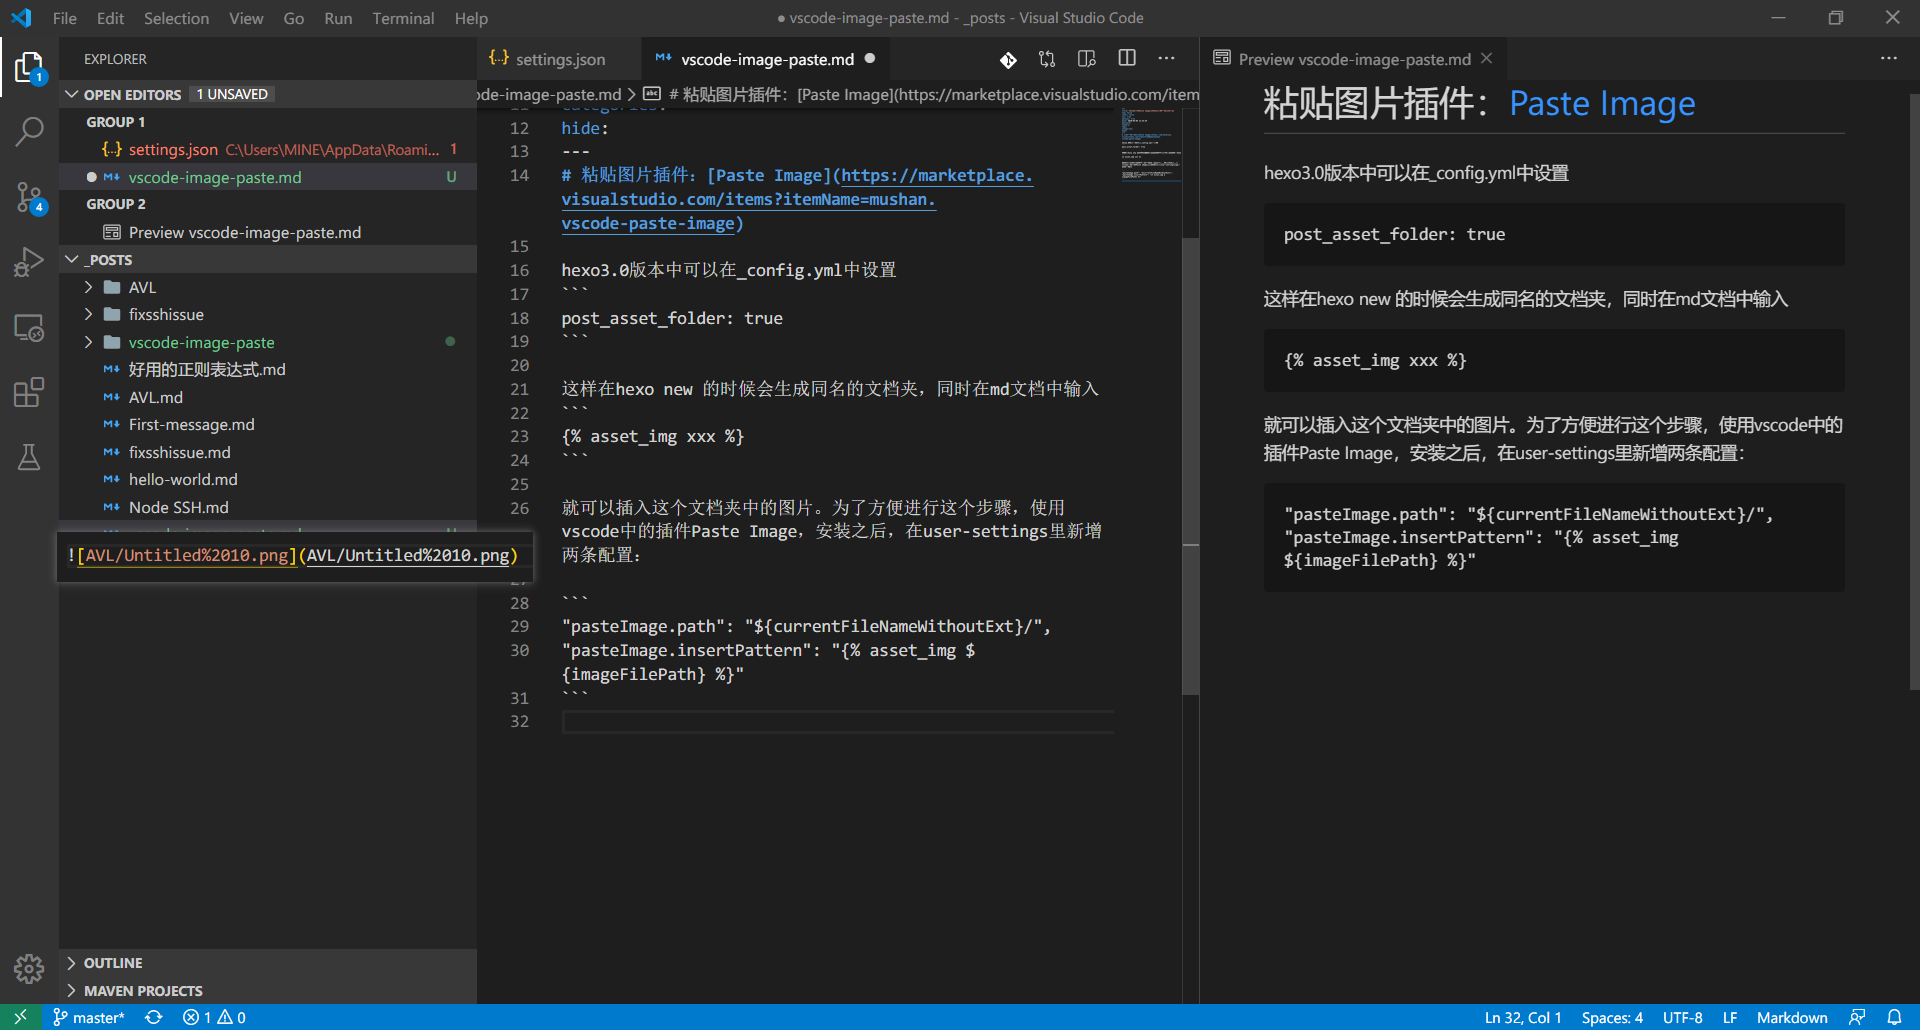 File Edit Selection View Go Run Terminal Help
● vscode-image-paste.md - _posts - Visual Studio Code
EXPLORER
OPEN EDITORS 1 UNSAVED
GROUP 1
{..} settings.json C:\Users\MINE\AppData\Roami... 1
vscode-image-paste.md U
GROUP 2
Preview vscode-image-paste.md
_POSTS
AVL
fixsshissue
vscode-image-paste
好用的正则表达式.md
AVL.md
First-message.md
fixsshissue.md
hello-world.md
Node SSH.md
![AVL/Untitled%2010.png](AVL/Untitled%2010.png)
OUTLINE
MAVEN PROJECTS
1
4
{..} settings.json
vscode-image-paste.md
ode-image-paste.md > # 粘贴图片插件：[Paste Image](https://marketplace.visualstudio.com/item
categories:
12 hide:
13 ---
14 # 粘贴图片插件：[Paste Image](https://marketplace.
visualstudio.com/items?itemName=mushan.
vscode-paste-image)
15
16 hexo3.0版本中可以在_config.yml中设置
17 ```
18 post_asset_folder: true
19 ```
20
21 这样在hexo new 的时候会生成同名的文档夹，同时在md文档中输入
22 ```
23 {% asset_img xxx %}
24 ```
25
26 就可以插入这个文档夹中的图片。为了方便进行这个步骤，使用
vscode中的插件Paste Image，安装之后，在user-settings里新增
两条配置：
27
28 ```
29 "pasteImage.path": "${currentFileNameWithoutExt}/",
30 "pasteImage.insertPattern": "{% asset_img $
{imageFilePath} %}"
31 ```
32
Preview vscode-image-paste.md
粘贴图片插件：Paste Image
hexo3.0版本中可以在_config.yml中设置
post_asset_folder: true
这样在hexo new 的时候会生成同名的文档夹，同时在md文档中输入
{% asset_img xxx %}
就可以插入这个文档夹中的图片。为了方便进行这个步骤，使用vscode中的
插件Paste Image，安装之后，在user-settings里新增两条配置：
"pasteImage.path": "${currentFileNameWithoutExt}/",
"pasteImage.insertPattern": "{% asset_img
${imageFilePath} %}"
master* 1 0
Ln 32, Col 1 Spaces: 4 UTF-8 LF Markdown